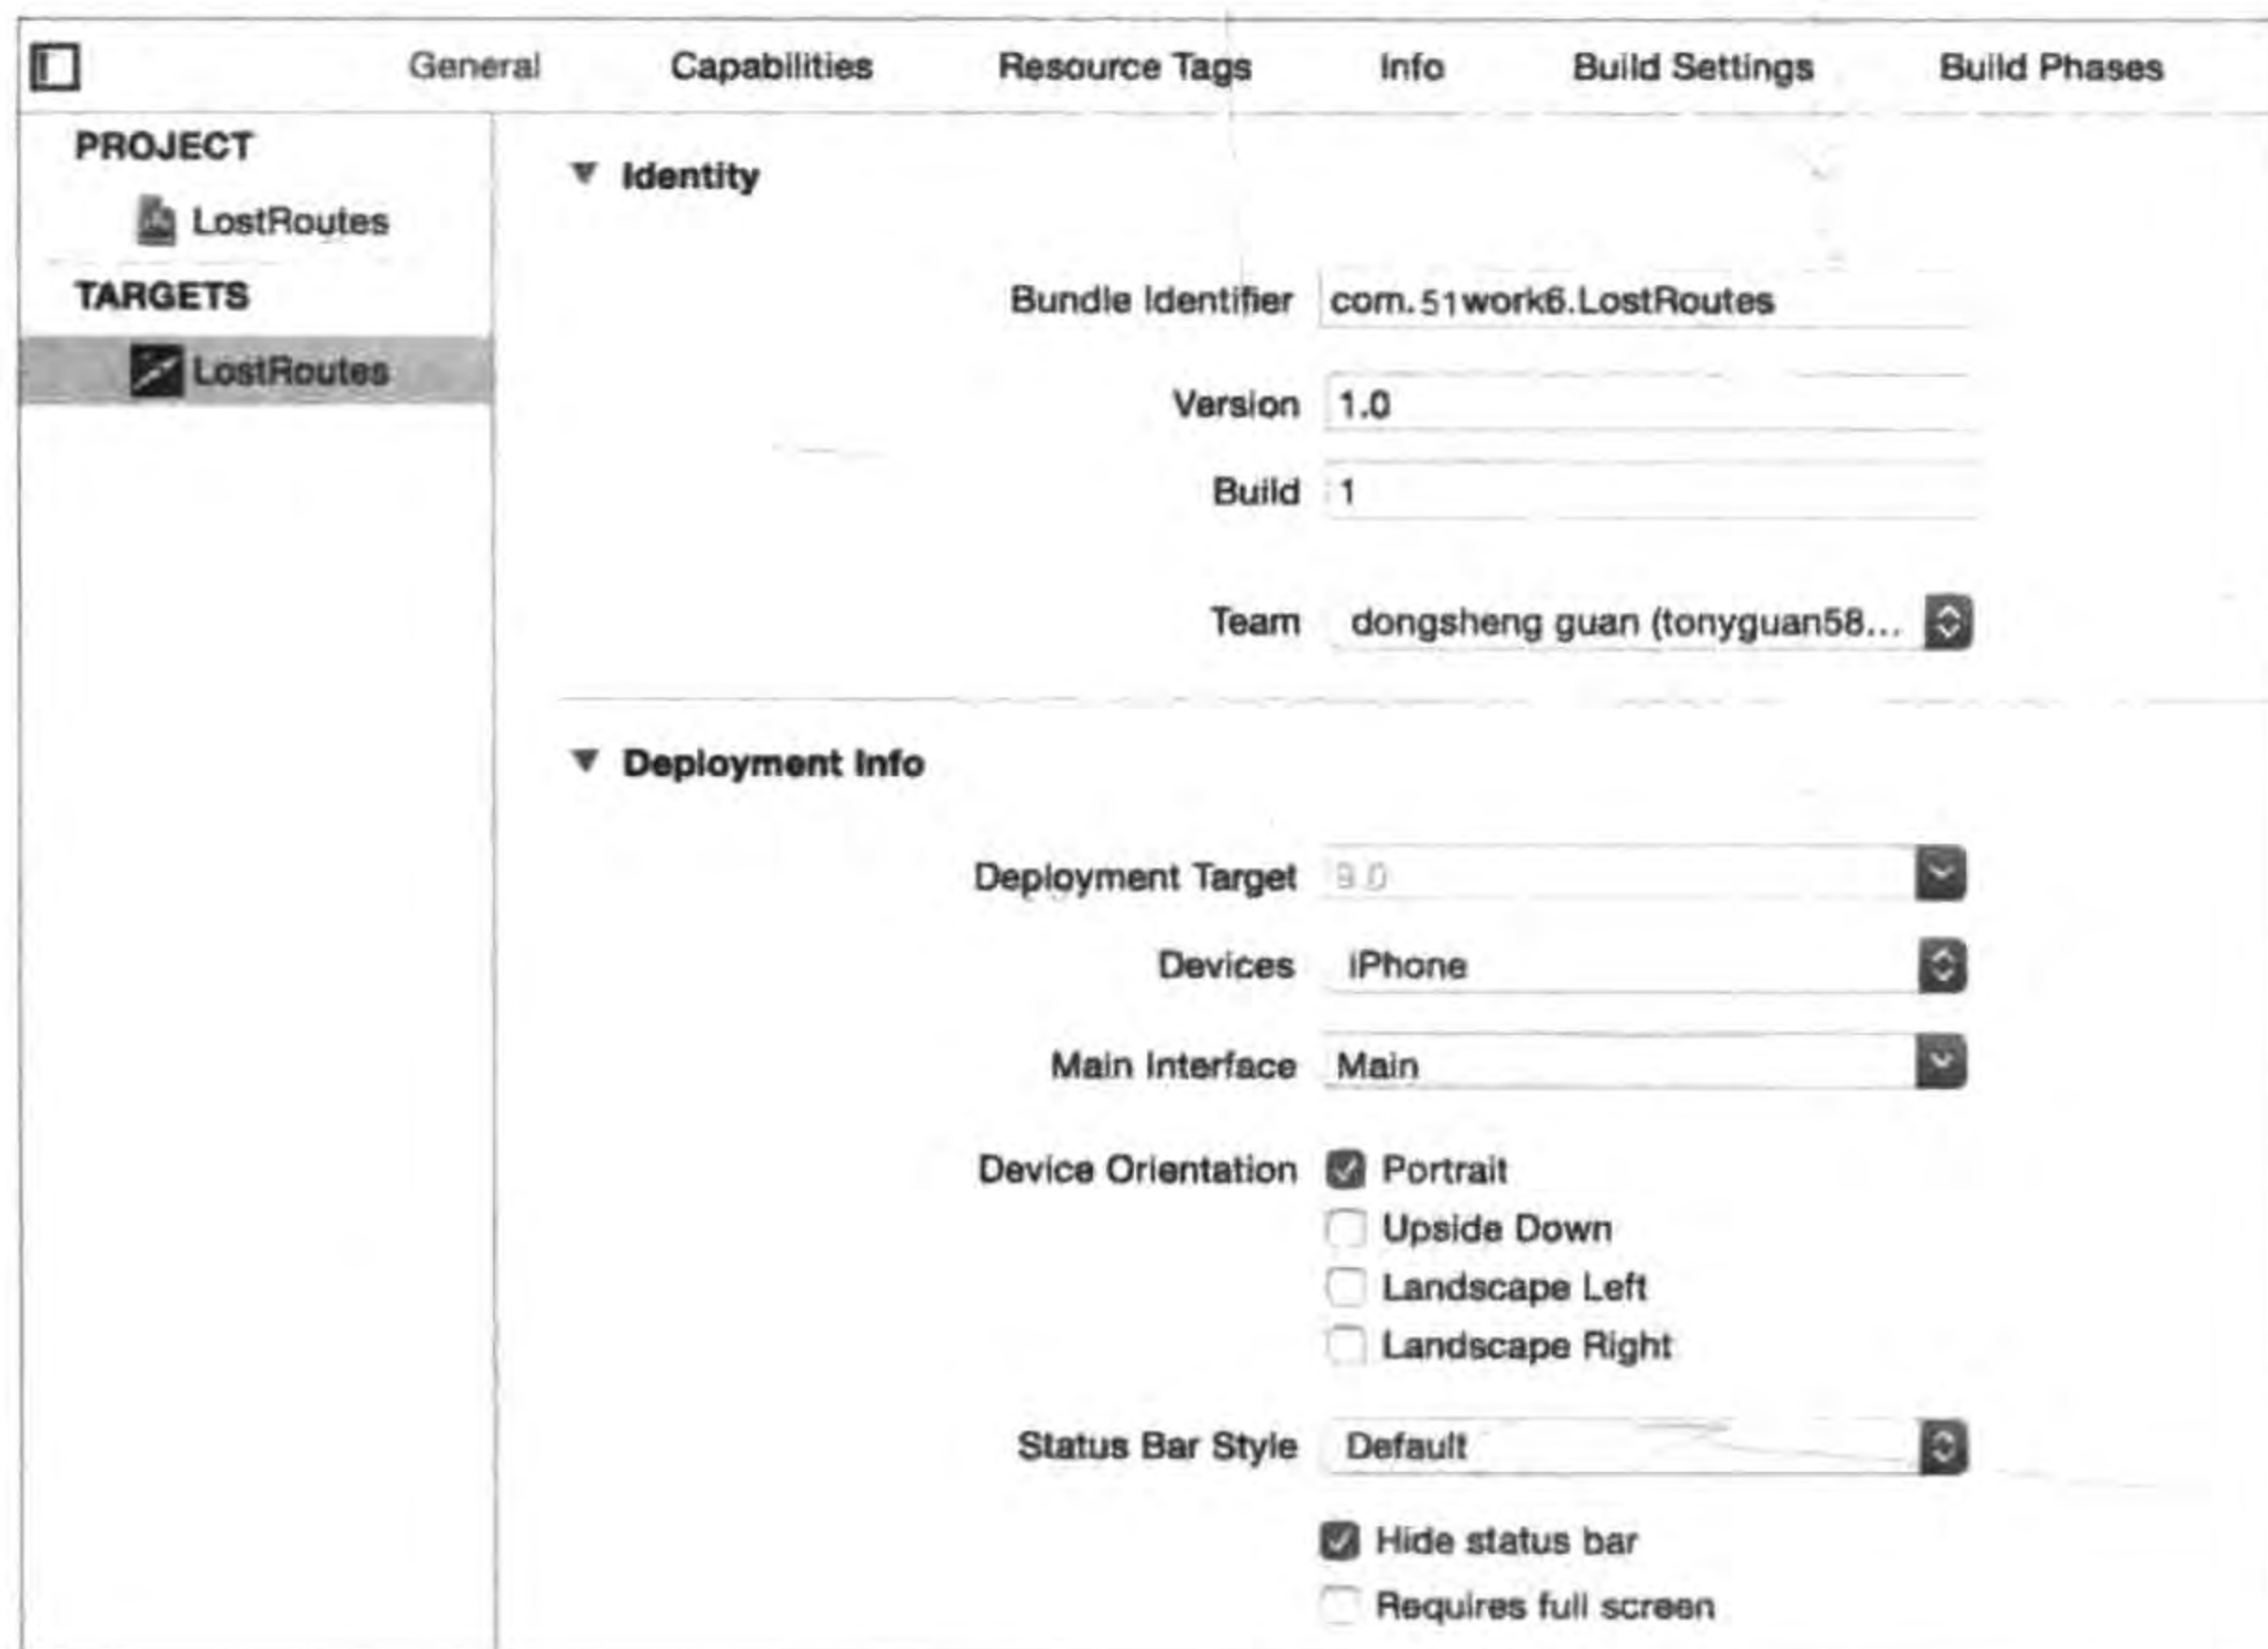 General Capabilities Resource Tags Info Build Settings Build Phases
PROJECT
LostRoutes
TARGETS
LostRoutes
Identity
Bundle Identifier com.51work6.LostRoutes
Version 1.0
Build 1
Team dongsheng guan (tonyguan58...
Deployment Info
Deployment Target 9.0
Devices iPhone
Main Interface Main
Device Orientation Portrait
Upside Down
Landscape Left
Landscape Right
Status Bar Style Default
Hide status bar
Requires full screen